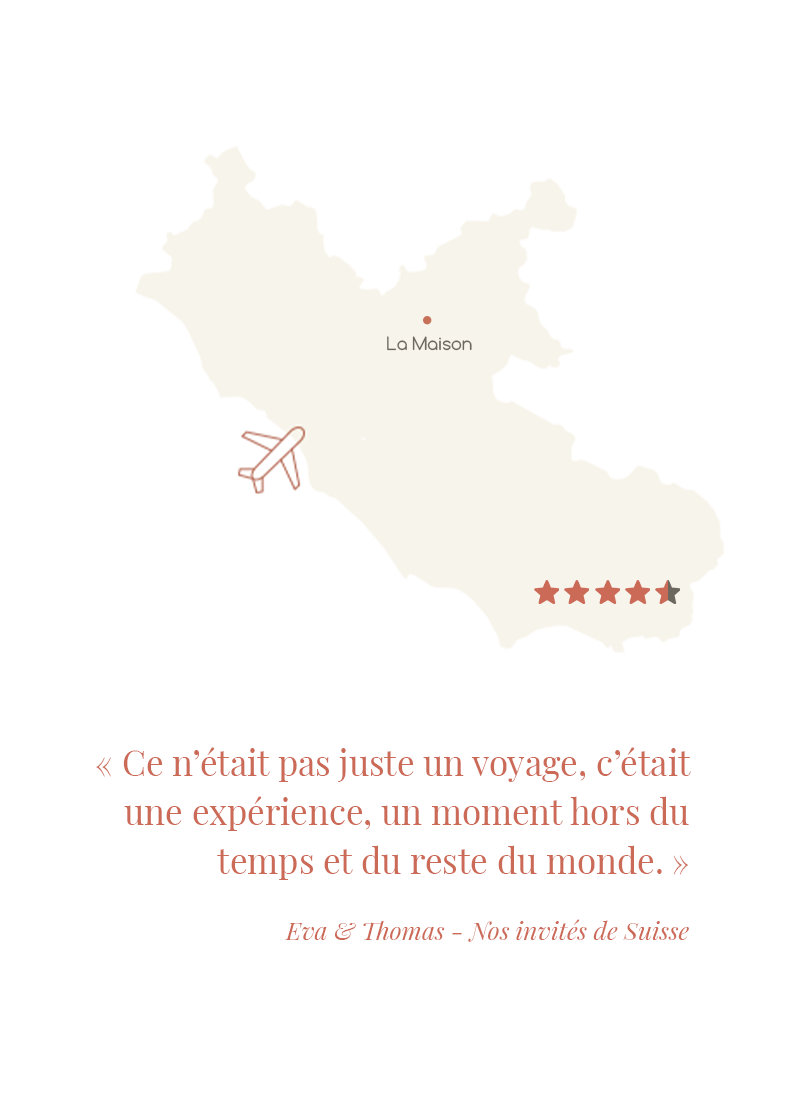 La Maison
« Ce n’était pas juste un voyage, c’était
une expérience, un moment hors du
temps et du reste du monde. »
Eva & Thomas - Nos invités de Suisse